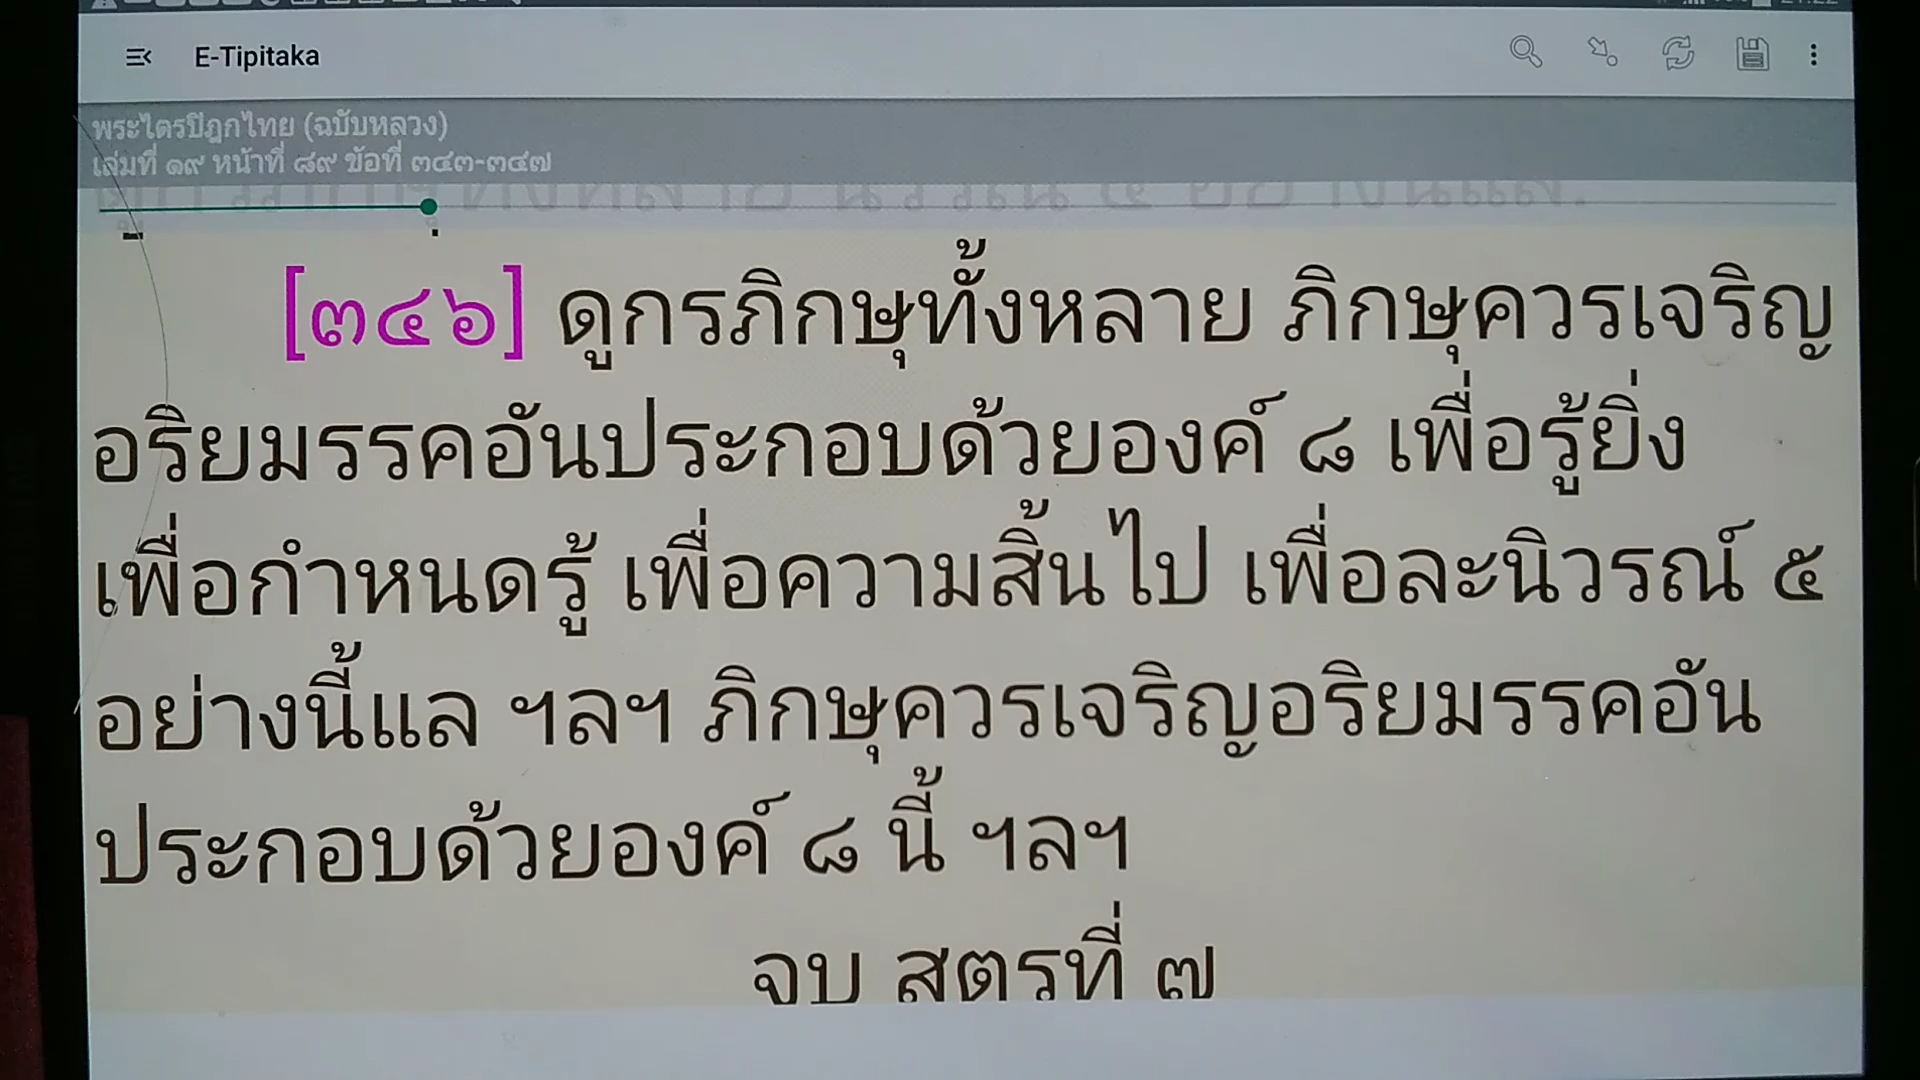 E-Tipitaka
พระไตรปิฎกไทย (ฉบับหลวง)
เล่มที่ ๑๙ หน้าที่ ๘๙ ข้อที่ ๓๔๓-๓๔๗
[๓๔๖] ดูกรภิกษุทั้งหลาย ภิกษุควรเจริญ
อริยมรรคอันประกอบด้วยองค์ ๘ เพื่อรู้ยิ่ง
เพื่อกำหนดรู้ เพื่อความสิ้นไป เพื่อละนิวรณ์ ๕
อย่างนี้แล ฯลฯ ภิกษุควรเจริญอริยมรรคอัน
ประกอบด้วยองค์ ๘ นี้ ฯลฯ
จบ สูตรที่ ๗